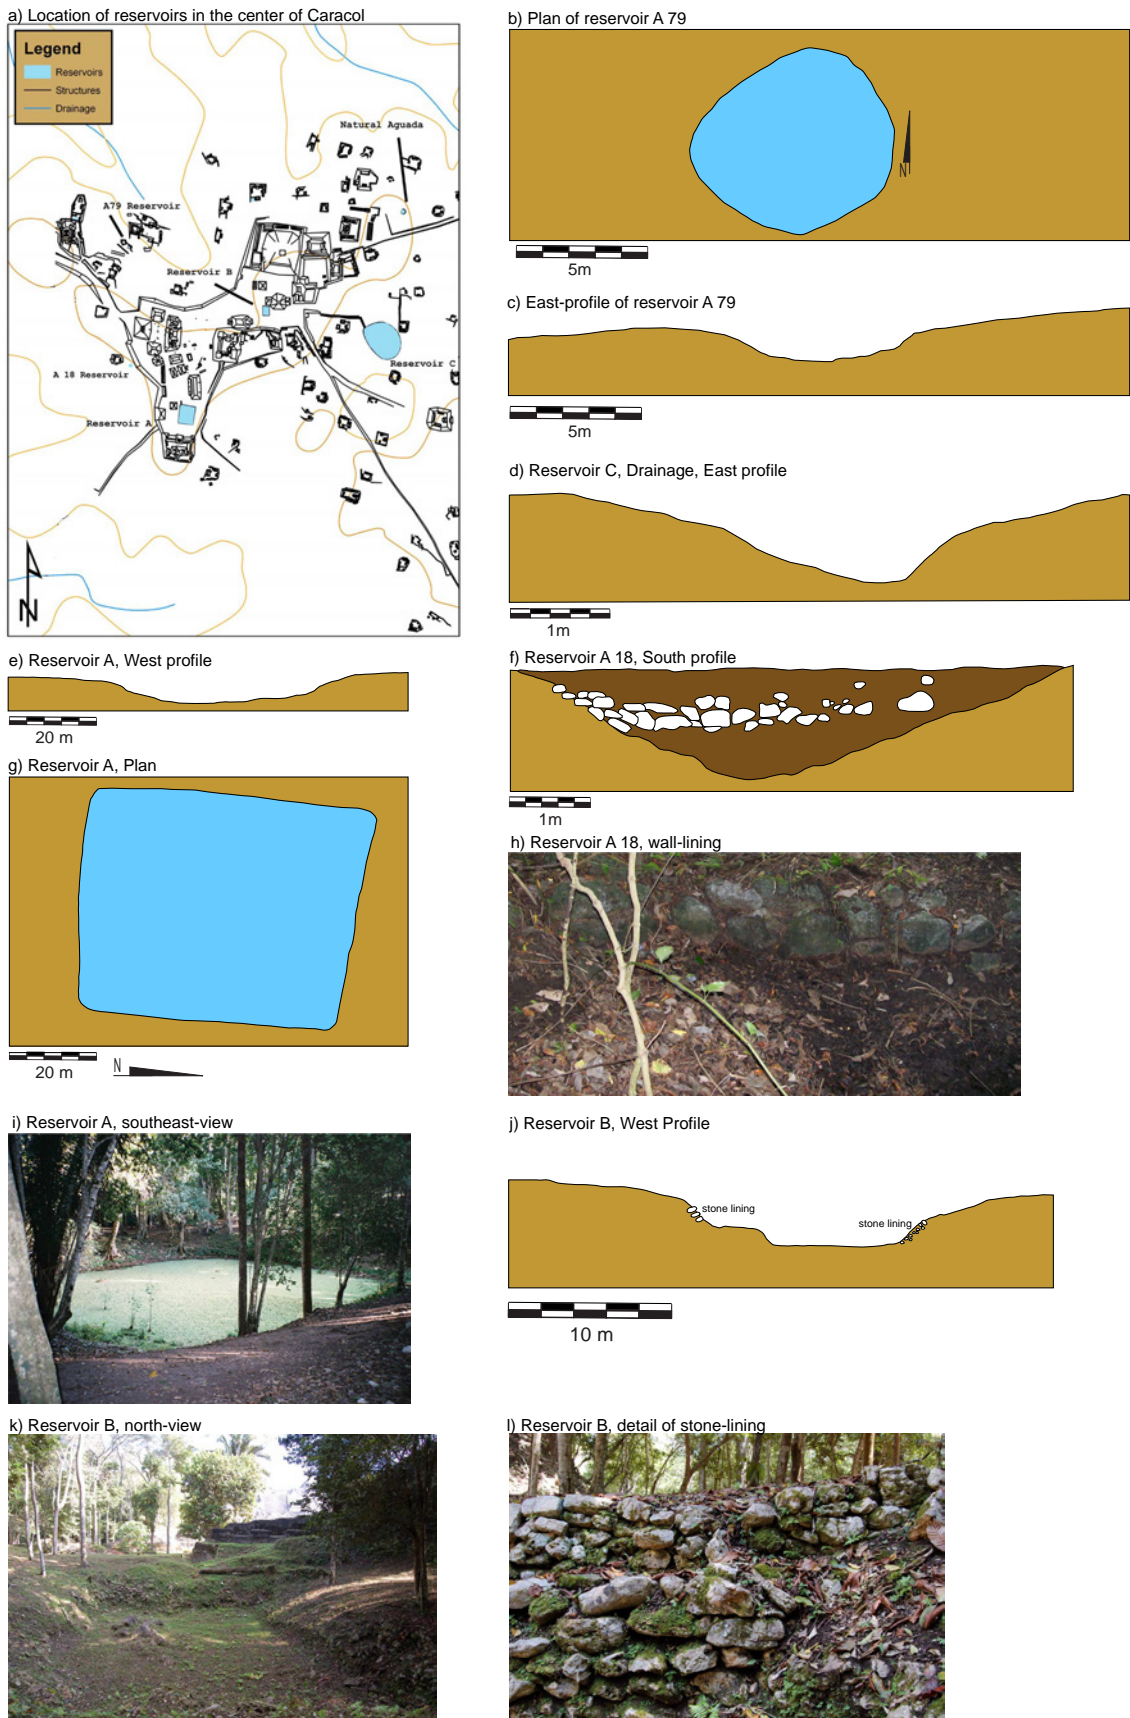 a) Location of reservoirs in the center of Caracol
Legend
Reservoirs
Structures
Drainage
Natural Aguada
A79 Reservoir
Reservoir B
Reservoir C
A 18 Reservoir
Reservoir A
N
b) Plan of reservoir A 79
N
5m
c) East-profile of reservoir A 79
5m
d) Reservoir C, Drainage, East profile
1m
e) Reservoir A, West profile
20 m
f) Reservoir A 18, South profile
1m
g) Reservoir A, Plan
20 m
N
h) Reservoir A 18, wall-lining
i) Reservoir A, southeast-view
j) Reservoir B, West Profile
stone lining
stone lining
10 m
k) Reservoir B, north-view
l) Reservoir B, detail of stone-lining